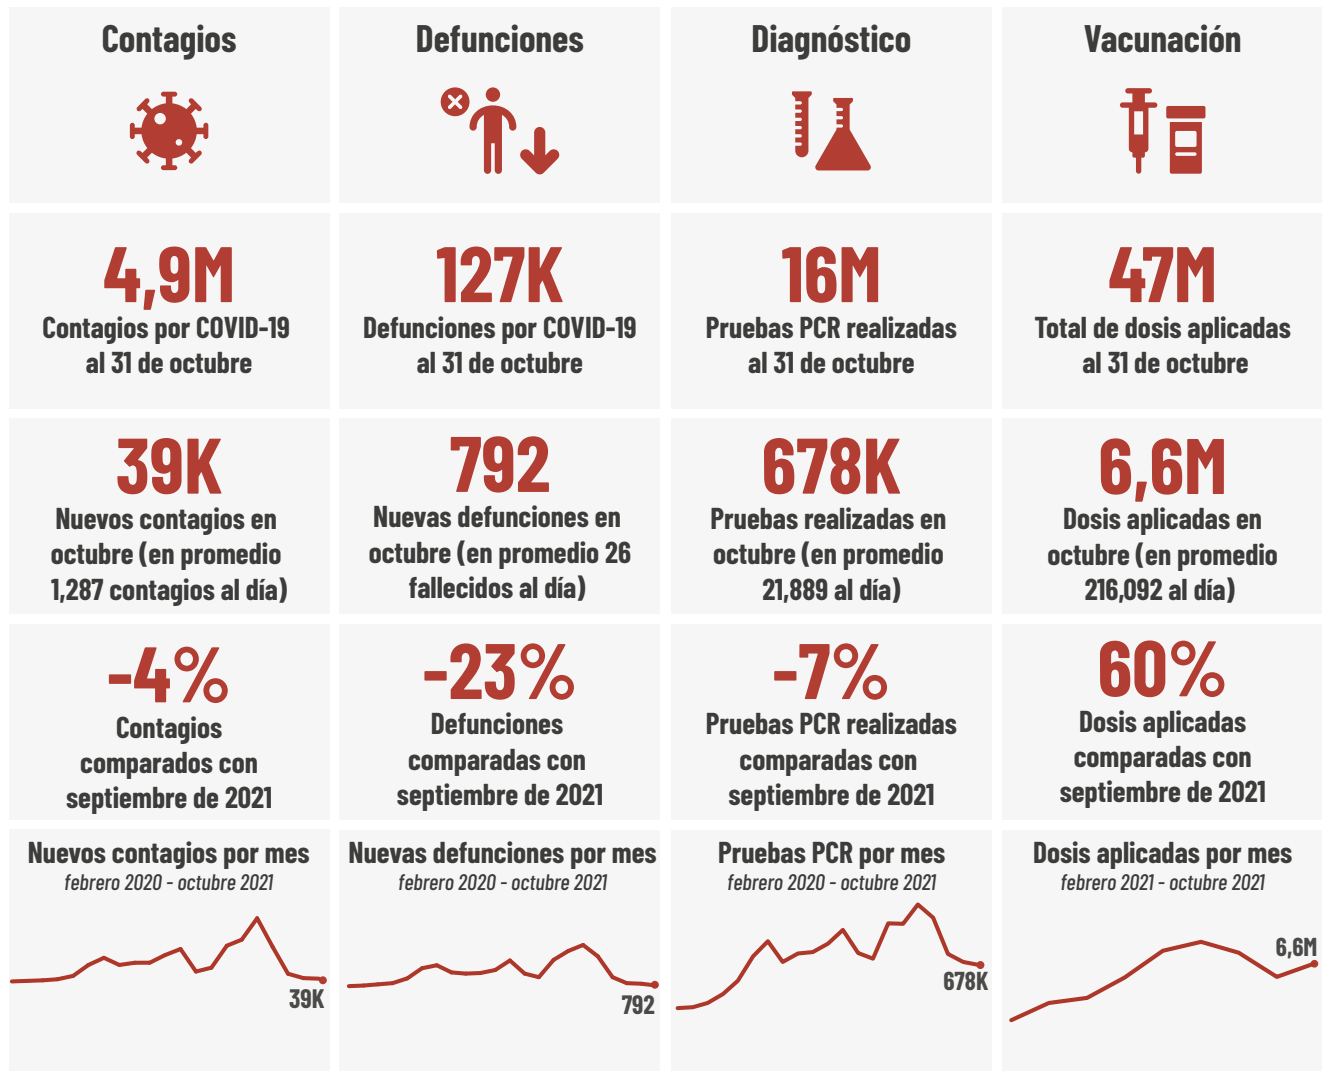 Contagios
Defunciones
Diagnóstico
Vacunación
4,9M
Contagios por COVID-19
al 31 de octubre
127K
Defunciones por COVID-19
al 31 de octubre
16M
Pruebas PCR realizadas
al 31 de octubre
47M
Total de dosis aplicadas
al 31 de octubre
39K
Nuevos contagios en
octubre (en promedio
1,287 contagios al día)
792
Nuevas defunciones en
octubre (en promedio 26
fallecidos al día)
678K
Pruebas realizadas en
octubre (en promedio
21,889 al día)
6,6M
Dosis aplicadas en
octubre (en promedio
216,092 al día)
-4%
Contagios
comparados con
septiembre de 2021
-23%
Defunciones
comparadas con
septiembre de 2021
-7%
Pruebas PCR realizadas
comparadas con
septiembre de 2021
60%
Dosis aplicadas
comparadas con
septiembre de 2021
Nuevos contagios por mes
febrero 2020 - octubre 2021
39K
Nuevas defunciones por mes
febrero 2020 - octubre 2021
792
Pruebas PCR por mes
febrero 2020 - octubre 2021
678K
Dosis aplicadas por mes
febrero 2021 - octubre 2021
6,6M